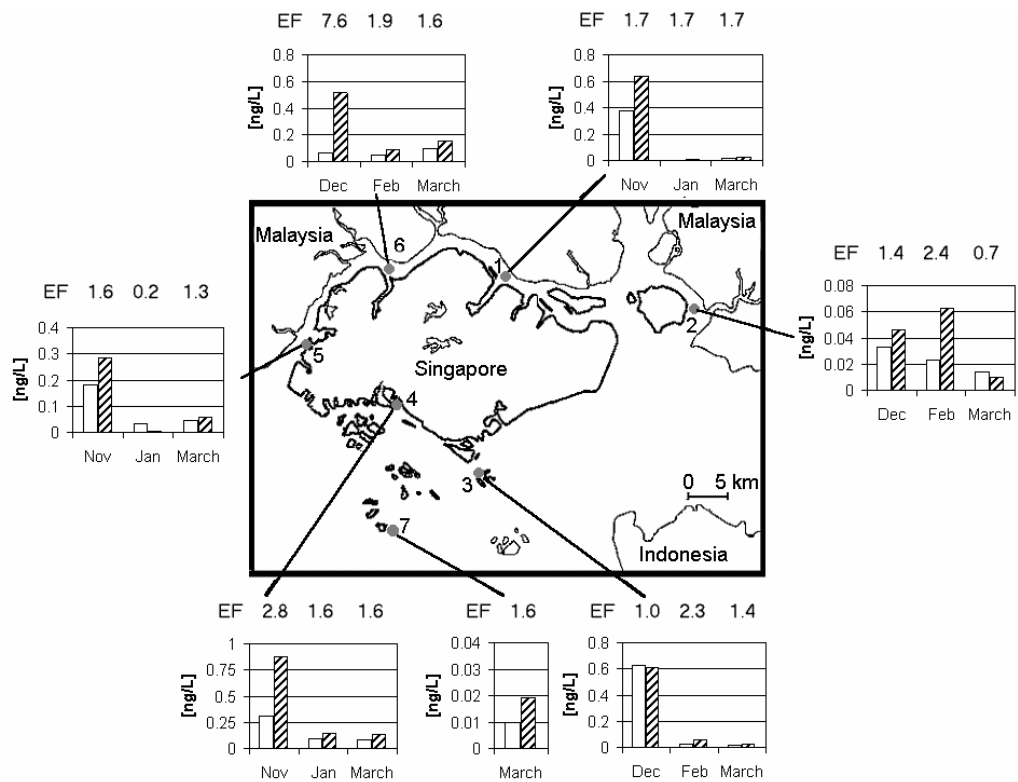 EF 7.6 1.9 1.6
[ng/L]
0.8
0.6
0.4
0.2
0
Dec Feb March
EF 1.7 1.7 1.7
[ng/L]
0.8
0.6
0.4
0.2
0
Nov Jan March
EF 1.6 0.2 1.3
[ng/L]
0.4
0.3
0.2
0.1
0
Nov Jan March
Malaysia
6
1
Malaysia
2
5
Singapore
4
3
0 5 km
7
Indonesia
EF 1.4 2.4 0.7
[ng/L]
0.08
0.06
0.04
0.02
0
Dec Feb March
EF 2.8 1.6 1.6
[ng/L]
1
0.75
0.5
0.25
0
Nov Jan March
EF 1.6
[ng/L]
0.04
0.03
0.02
0.01
0
March
EF 1.0 2.3 1.4
[ng/L]
0.8
0.6
0.4
0.2
0
Dec Feb March